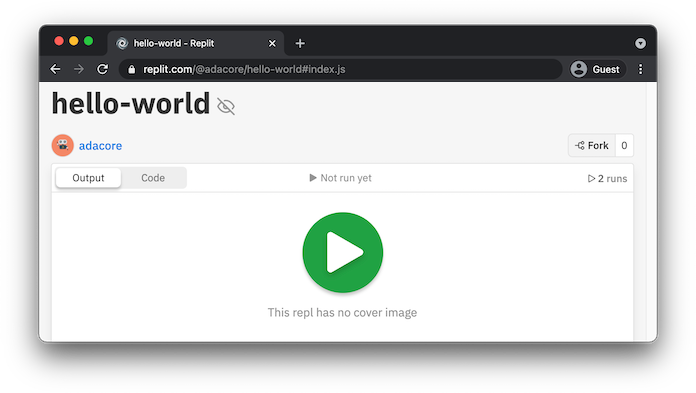 hello-world - Replit
replit.com/@adacore/hello-world#index.js
Guest
hello-world
adacore
Fork 0
Output Code Not run yet 2 runs
This repl has no cover image